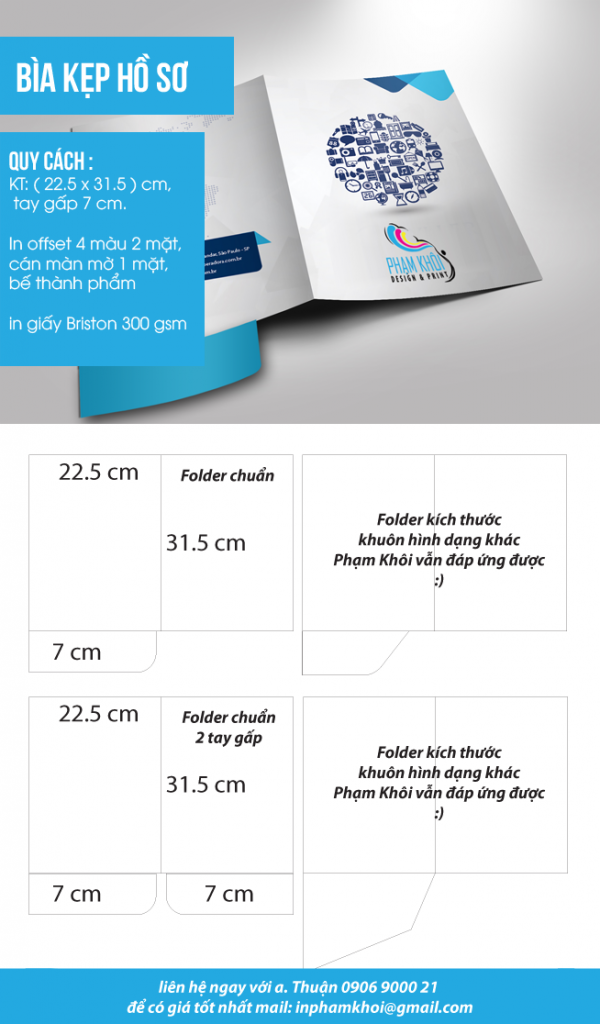 BÌA KẸP HỒ SƠ
QUY CÁCH :
KT: ( 22.5 x 31.5 ) cm,
tay gấp 7 cm.
In offset 4 màu 2 mặt,
cán màn mờ 1 mặt,
bế thành phẩm
in giấy Briston 300 gsm
São Paulo - SP
PHẠM KHÔI
DESIGN & PRINT
22.5 cm
Folder chuẩn
31.5 cm
7 cm
Folder kích thước
khuôn hình dạng khác
Phạm Khôi vẫn đáp ứng được
:)
22.5 cm
Folder chuẩn
2 tay gấp
31.5 cm
7 cm
7 cm
Folder kích thước
khuôn hình dạng khác
Phạm Khôi vẫn đáp ứng được
:)
liên hệ ngay với a. Thuận 0906 9000 21
để có giá tốt nhất mail: inphamkhoi@gmail.com